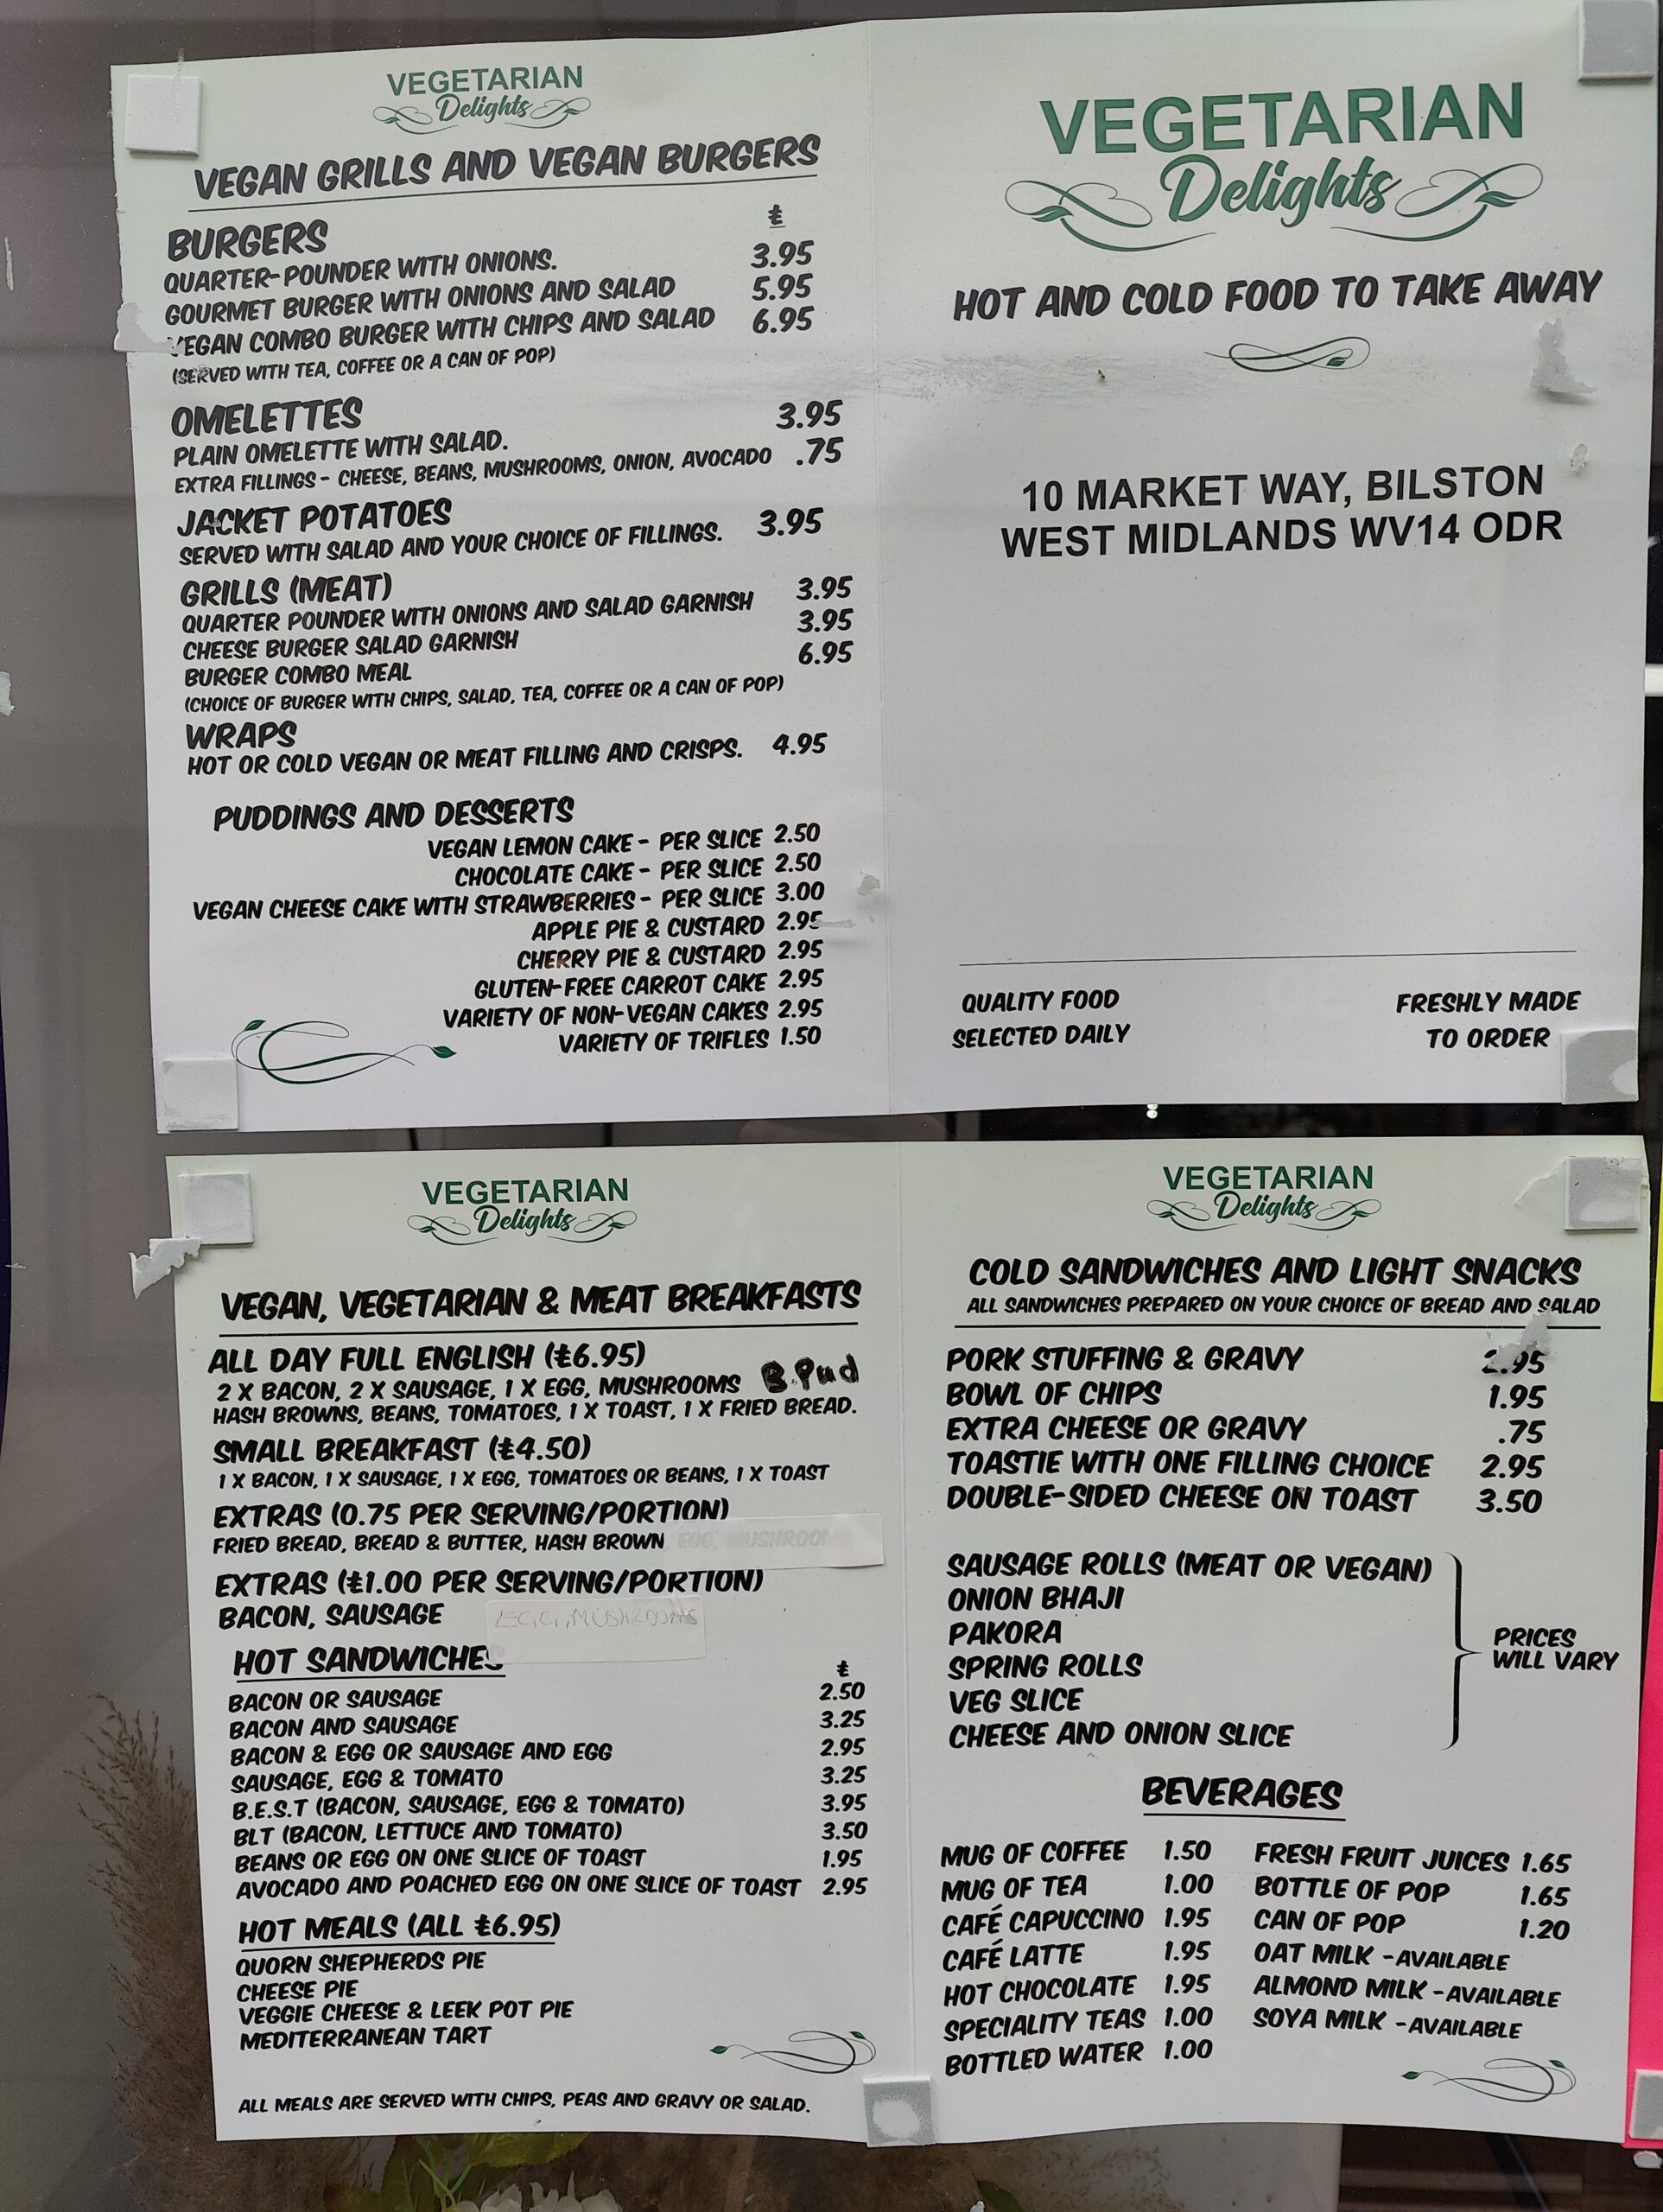 VEGETARIAN
Delights
VEGAN GRILLS AND VEGAN BURGERS
£
BURGERS
QUARTER-POUNDER WITH ONIONS. 3.95
GOURMET BURGER WITH ONIONS AND SALAD 5.95
VEGAN COMBO BURGER WITH CHIPS AND SALAD 6.95
(SERVED WITH TEA, COFFEE OR A CAN OF POP)
OMELETTES
PLAIN OMELETTE WITH SALAD. 3.95
EXTRA FILLINGS - CHEESE, BEANS, MUSHROOMS, ONION, AVOCADO .75
JACKET POTATOES
SERVED WITH SALAD AND YOUR CHOICE OF FILLINGS. 3.95
GRILLS (MEAT)
QUARTER POUNDER WITH ONIONS AND SALAD GARNISH 3.95
CHEESE BURGER SALAD GARNISH 3.95
BURGER COMBO MEAL 6.95
(CHOICE OF BURGER WITH CHIPS, SALAD, TEA, COFFEE OR A CAN OF POP)
WRAPS
HOT OR COLD VEGAN OR MEAT FILLING AND CRISPS. 4.95
PUDDINGS AND DESSERTS
VEGAN LEMON CAKE - PER SLICE 2.50
CHOCOLATE CAKE - PER SLICE 2.50
VEGAN CHEESE CAKE WITH STRAWBERRIES - PER SLICE 3.00
APPLE PIE & CUSTARD 2.95
CHERRY PIE & CUSTARD 2.95
GLUTEN-FREE CARROT CAKE 2.95
VARIETY OF NON-VEGAN CAKES 2.95
VARIETY OF TRIFLES 1.50
VEGETARIAN
Delights
HOT AND COLD FOOD TO TAKE AWAY
10 MARKET WAY, BILSTON
WEST MIDLANDS WV14 ODR
QUALITY FOOD
SELECTED DAILY
FRESHLY MADE
TO ORDER
VEGETARIAN
Delights
VEGAN, VEGETARIAN & MEAT BREAKFASTS
ALL DAY FULL ENGLISH (£6.95)
2 X BACON, 2 X SAUSAGE, 1 X EGG, MUSHROOMS B.Pud
HASH BROWNS, BEANS, TOMATOES, 1 X TOAST, 1 X FRIED BREAD.
SMALL BREAKFAST (£4.50)
1 X BACON, 1 X SAUSAGE, 1 X EGG, TOMATOES OR BEANS, 1 X TOAST
EXTRAS (0.75 PER SERVING/PORTION)
FRIED BREAD, BREAD & BUTTER, HASH BROWN EGG, MUSHROOM
EXTRAS (£1.00 PER SERVING/PORTION)
BACON, SAUSAGE EGG, MUSHROOMS
HOT SANDWICHES
£
BACON OR SAUSAGE 2.50
BACON AND SAUSAGE 3.25
BACON & EGG OR SAUSAGE AND EGG 2.95
SAUSAGE, EGG & TOMATO 3.25
B.E.S.T (BACON, SAUSAGE, EGG & TOMATO) 3.95
BLT (BACON, LETTUCE AND TOMATO) 3.50
BEANS OR EGG ON ONE SLICE OF TOAST 1.95
AVOCADO AND POACHED EGG ON ONE SLICE OF TOAST 2.95
HOT MEALS (ALL £6.95)
QUORN SHEPHERDS PIE
CHEESE PIE
VEGGIE CHEESE & LEEK POT PIE
MEDITERRANEAN TART
ALL MEALS ARE SERVED WITH CHIPS, PEAS AND GRAVY OR SALAD.
VEGETARIAN
Delights
COLD SANDWICHES AND LIGHT SNACKS
ALL SANDWICHES PREPARED ON YOUR CHOICE OF BREAD AND SALAD
PORK STUFFING & GRAVY
BOWL OF CHIPS 1.95
EXTRA CHEESE OR GRAVY .75
TOASTIE WITH ONE FILLING CHOICE 2.95
DOUBLE-SIDED CHEESE ON TOAST 3.50
SAUSAGE ROLLS (MEAT OR VEGAN)
ONION BHAJI
PAKORA
SPRING ROLLS
VEG SLICE
CHEESE AND ONION SLICE
PRICES
WILL VARY
BEVERAGES
MUG OF COFFEE 1.50
MUG OF TEA 1.00
CAFÉ CAPUCCINO 1.95
CAFÉ LATTE 1.95
HOT CHOCOLATE 1.95
SPECIALITY TEAS 1.00
BOTTLED WATER 1.00
FRESH FRUIT JUICES 1.65
BOTTLE OF POP 1.65
CAN OF POP 1.20
OAT MILK - AVAILABLE
ALMOND MILK - AVAILABLE
SOYA MILK - AVAILABLE